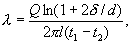 λ = Q ln(1 + 2δ / d) / 2πl(t₁ − t₂),